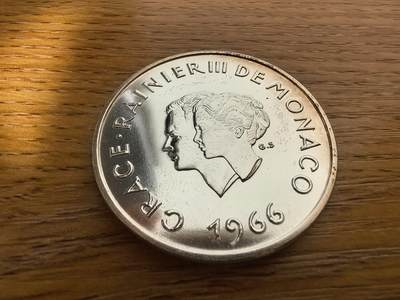 GRACE · RAINIER III DE MONACO
G.S
1966